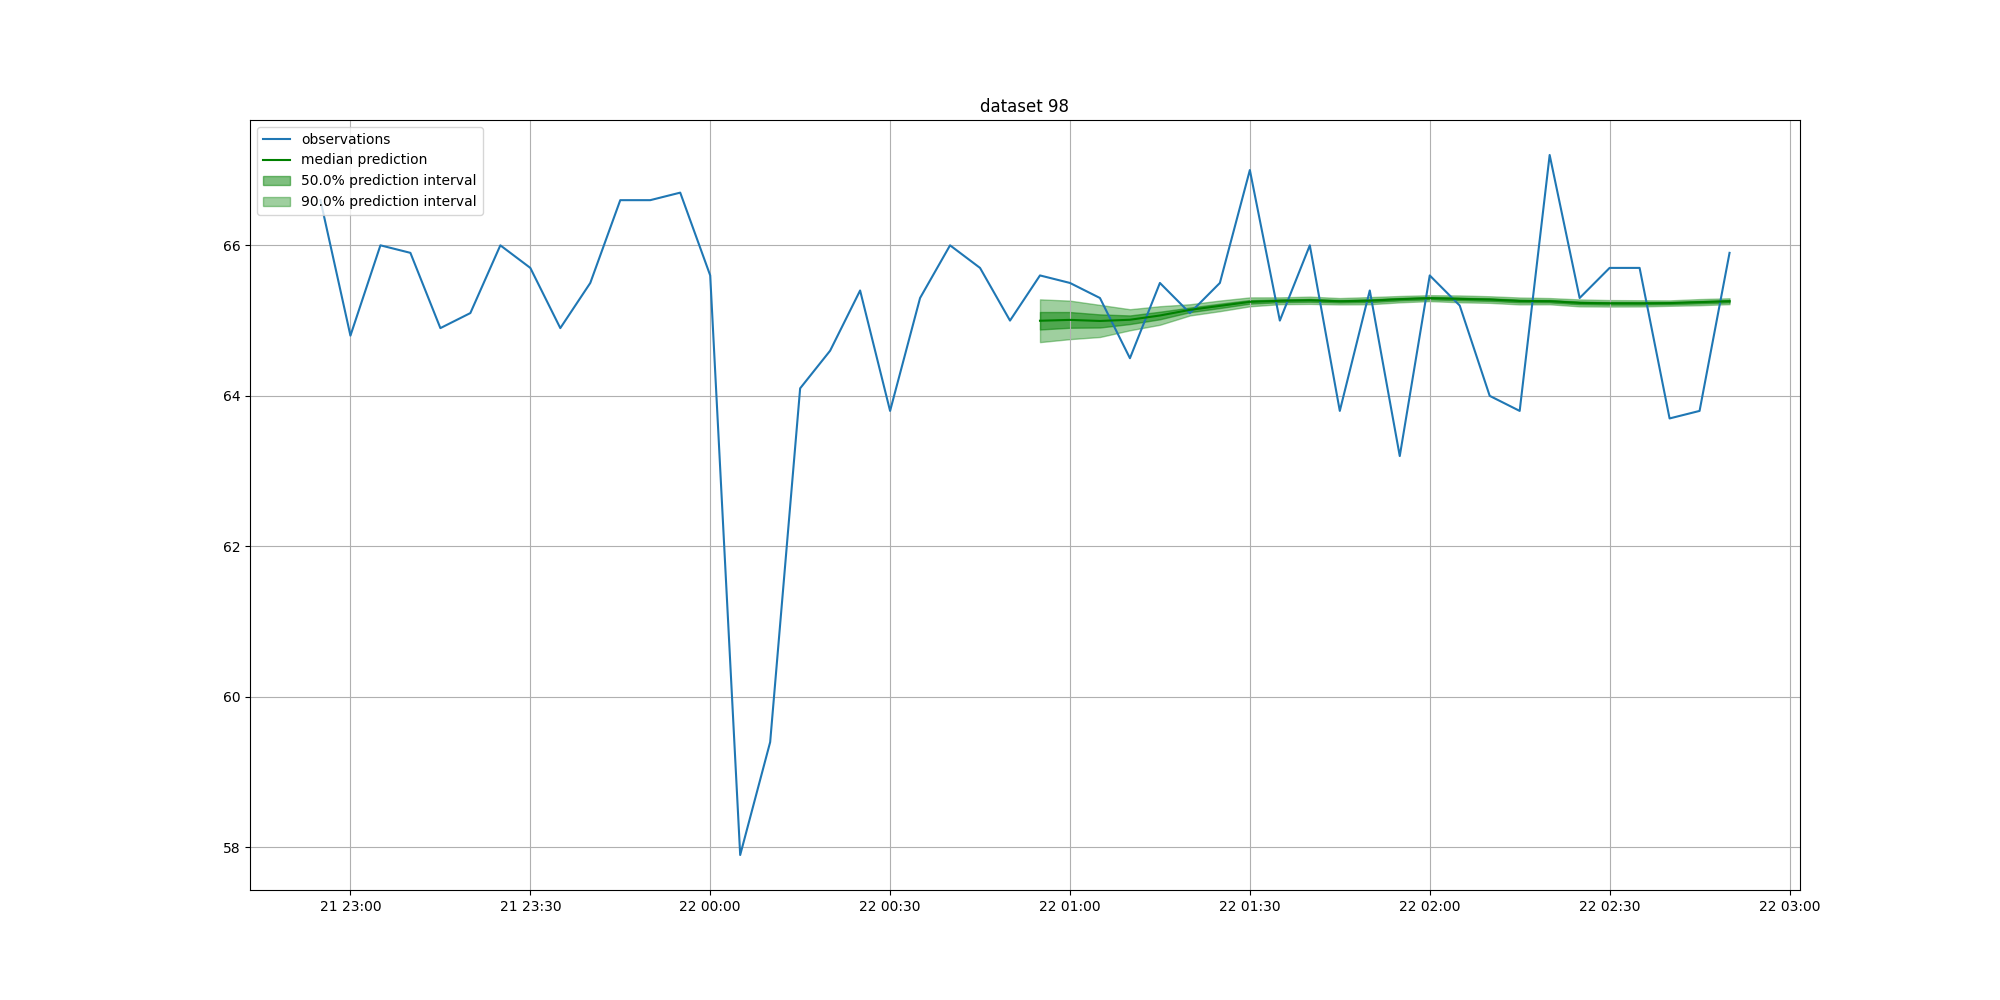 dataset 98
observations
median prediction
50.0% prediction interval
90.0% prediction interval
66
64
62
60
58
21 23:00
21 23:30
22 00:00
22 00:30
22 01:00
22 01:30
22 02:00
22 02:30
22 03:00